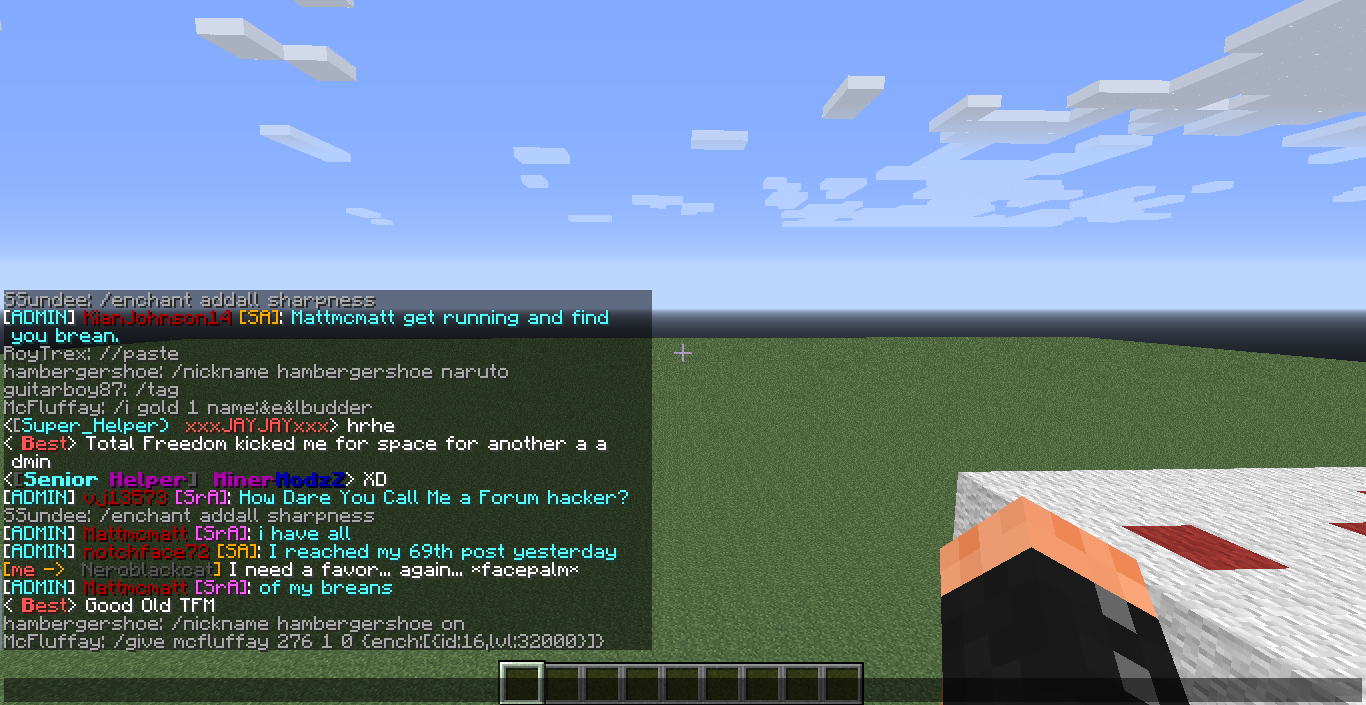 SSundee: /enchant addall sharpness
[ADMIN] KianJohnson14 [SA]: Mattmcmatt get running and find
you brean.
RoyTrex: //paste
hambergershoe: /nickname hambergershoe naruto
guitarboy87: /tag
McFluffay: /i gold 1 name:&e&lbudder
<[Super_Helper) xxxJAYJAYxxx> hrhe
< Best> Total Freedom kicked me for space for another a a
dmin
<[Senior Helper] MinerModzZ> XD
[ADMIN] vj13573 [SrA]: How Dare You Call Me a Forum hacker?
SSundee: /enchant addall sharpness
[ADMIN] Mattmcmatt [SrA]: i have all
[ADMIN] notchface72 [SA]: I reached my 69th post yesterday
[me -> Neroblackcat] I need a favor... again... *facepalm*
[ADMIN] Mattmcmatt [SrA]: of my breans
< Best> Good Old TFM
hambergershoe: /nickname hambergershoe on
McFluffay: /give mcfluffay 276 1 0 {ench:[{id:16,lvl:32000}]}